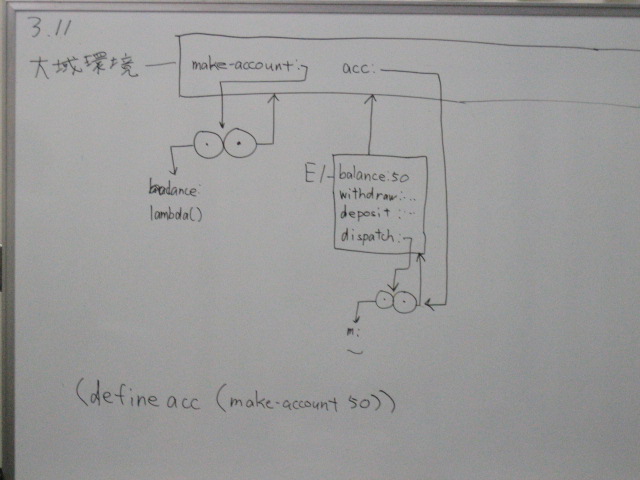 3.11
大域環境
make-account: acc:
E1
balance:50
withdraw:...
deposit:...
dispatch:
balance:
lambda()
m:
(define acc (make-account 50))